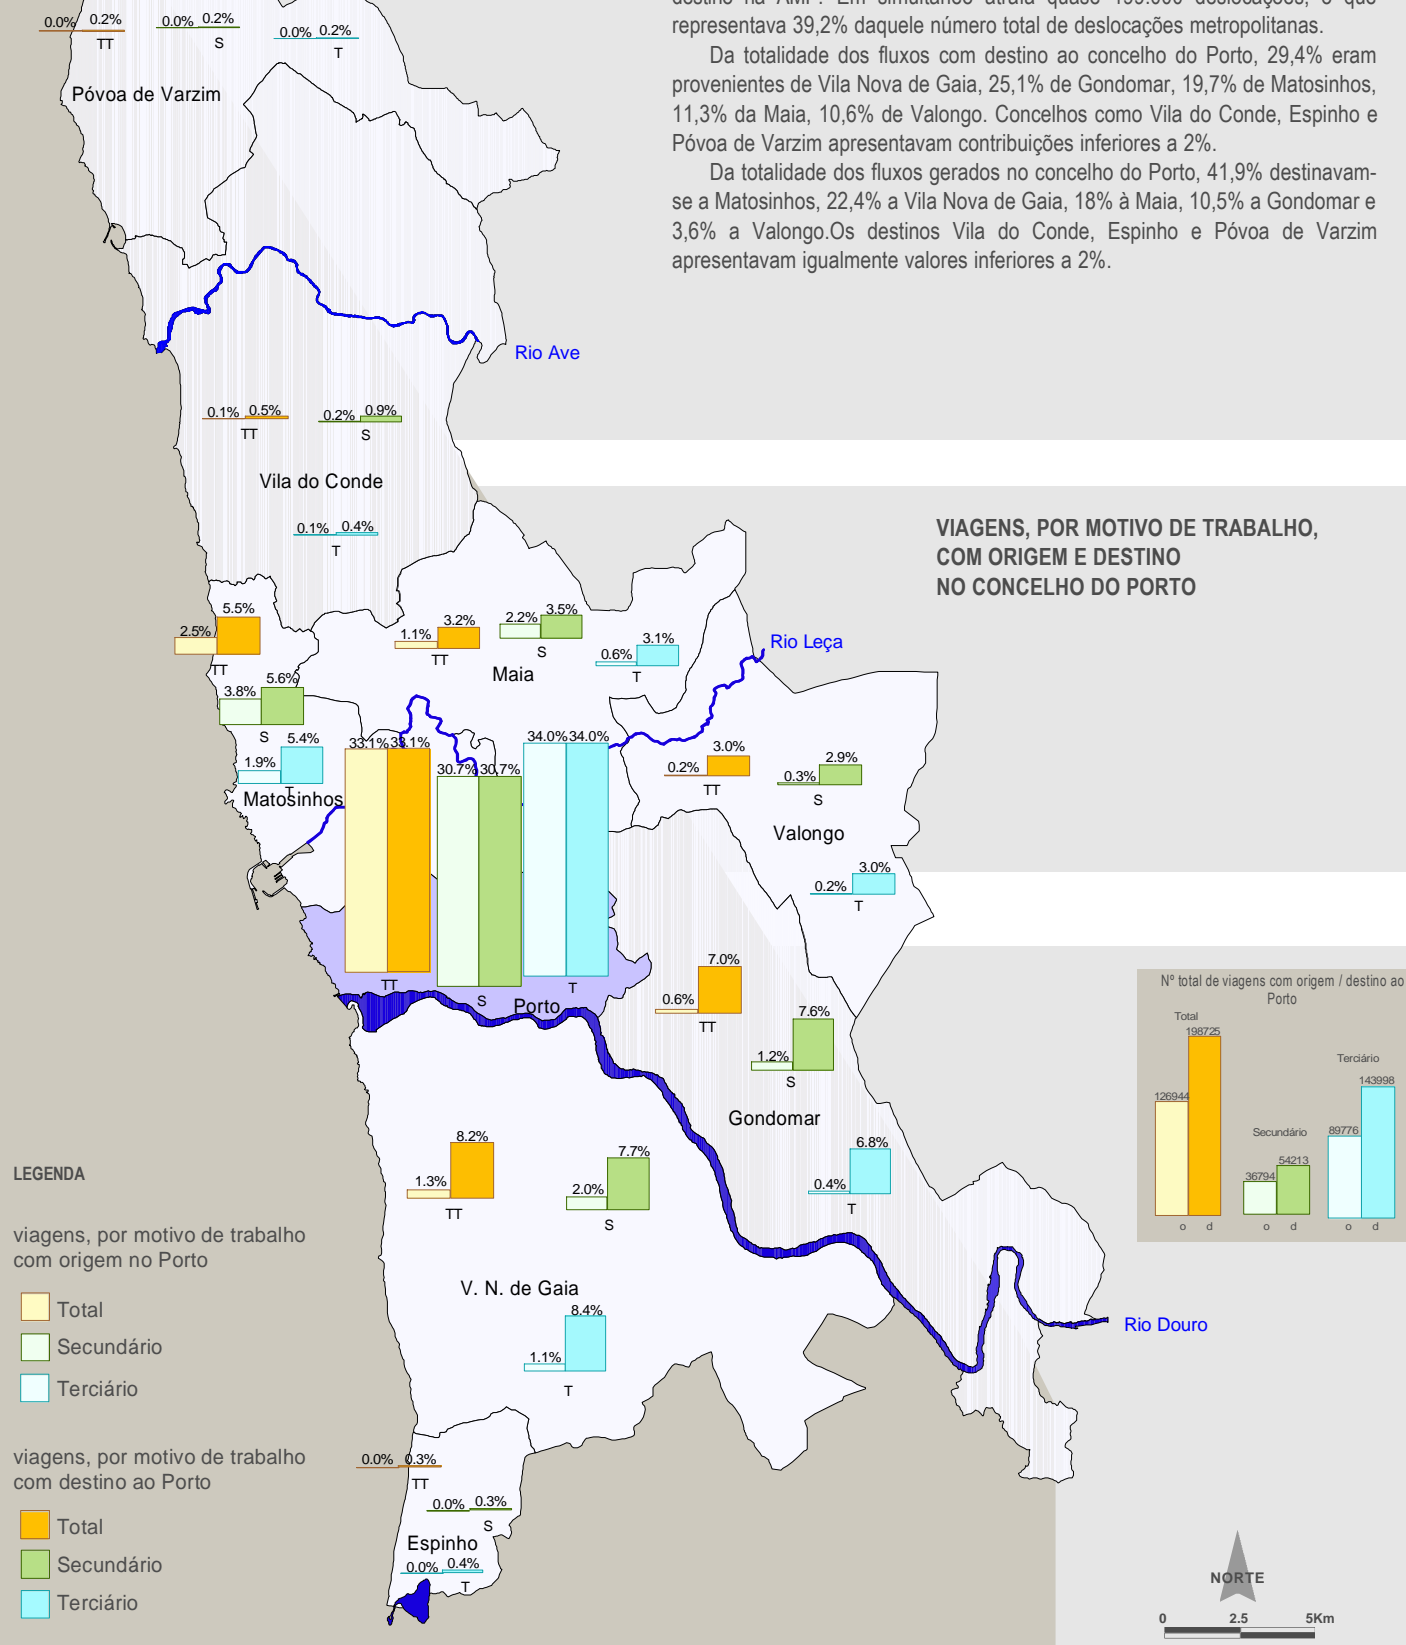 destino na AMP. Em simultâneo atraía quase 199.000 deslocações, o que
representava 39,2% daquele número total de deslocações metropolitanas.
Da totalidade dos fluxos com destino ao concelho do Porto, 29,4% eram
provenientes de Vila Nova de Gaia, 25,1% de Gondomar, 19,7% de Matosinhos,
11,3% da Maia, 10,6% de Valongo. Concelhos como Vila do Conde, Espinho e
Póvoa de Varzim apresentavam contribuições inferiores a 2%.
Da totalidade dos fluxos gerados no concelho do Porto, 41,9% destinavam-
se a Matosinhos, 22,4% a Vila Nova de Gaia, 18% à Maia, 10,5% a Gondomar e
3,6% a Valongo.Os destinos Vila do Conde, Espinho e Póvoa de Varzim
apresentavam igualmente valores inferiores a 2%.
0.0% 0.2%
TT
0.0% 0.2%
S
0.0% 0.2%
T
Póvoa de Varzim
Rio Ave
0.1% 0.5%
TT
0.2% 0.9%
S
Vila do Conde
0.1% 0.4%
T
VIAGENS, POR MOTIVO DE TRABALHO,
COM ORIGEM E DESTINO
NO CONCELHO DO PORTO
2.5% 5.5%
TT
3.8% 5.6%
S
1.9% 5.4%
T
Matosinhos
1.1% 3.2%
TT
2.2% 3.5%
S
0.6% 3.1%
T
Maia
Rio Leça
33.1% 33.1%
TT
30.7% 30.7%
S
34.0% 34.0%
T
Porto
0.2% 3.0%
TT
0.3% 2.9%
S
Valongo
0.2% 3.0%
T
0.6% 7.0%
TT
1.2% 7.6%
S
Gondomar
0.4% 6.8%
T
1.3% 8.2%
TT
2.0% 7.7%
S
V. N. de Gaia
1.1% 8.4%
T
Rio Douro
0.0% 0.3%
TT
0.0% 0.3%
S
Espinho
0.0% 0.4%
T
Nº total de viagens com origem / destino ao
Porto
Total
126944 198725
o d
Secundário
36794 54213
o d
Terciário
89776 143998
o d
LEGENDA
viagens, por motivo de trabalho
com origem no Porto
Total
Secundário
Terciário
viagens, por motivo de trabalho
com destino ao Porto
Total
Secundário
Terciário
NORTE
0 2.5 5Km